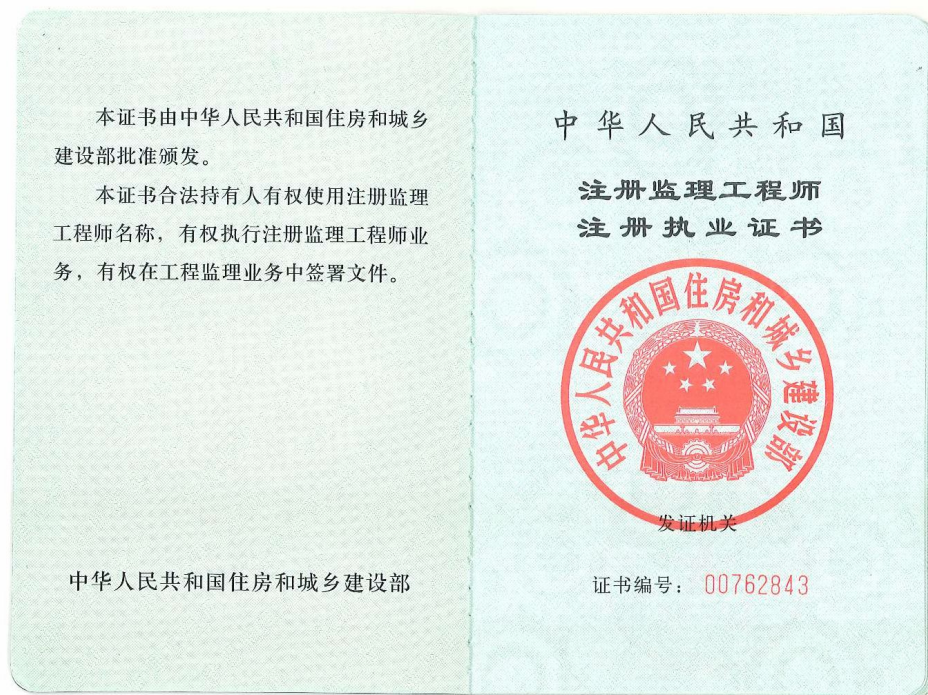 本证书由中华人民共和国住房和城乡
建设部批准颁发。
本证书合法持有人有权使用注册监理
工程师名称，有权执行注册监理工程师业
务，有权在工程监理业务中签署文件。
中华人民共和国住房和城乡建设部
中华人民共和国
注册监理工程师
注册执业证书
中华人民共和国住房和城乡建设部
发证机关
证书编号：00762843